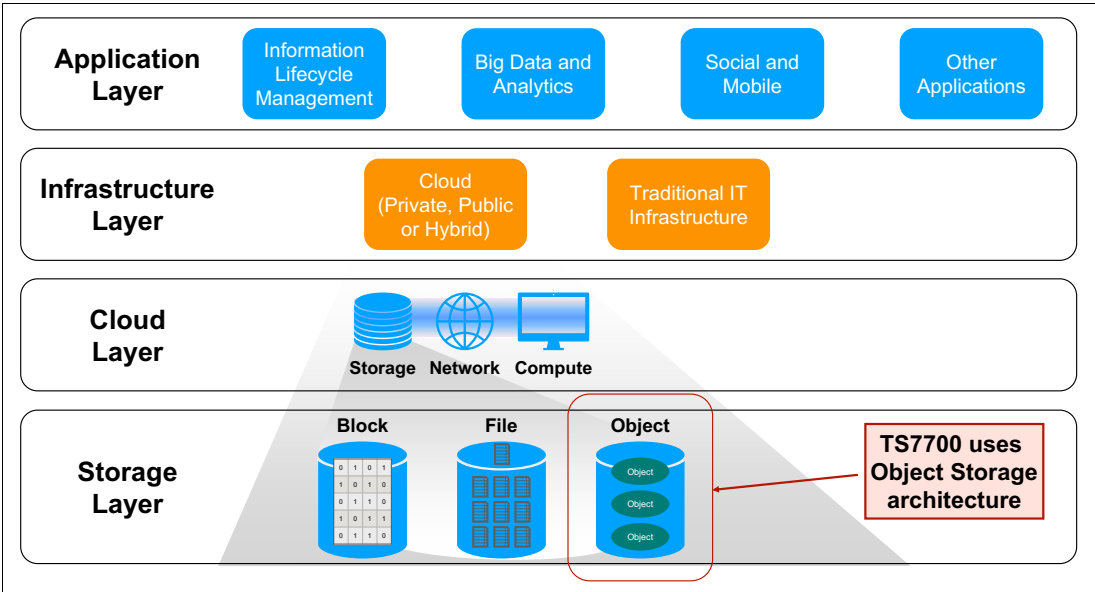 Application
Layer
Information
Lifecycle
Management
Big Data and
Analytics
Social and
Mobile
Other
Applications
Infrastructure
Layer
Cloud
(Private, Public
or Hybrid)
Traditional IT
Infrastructure
Cloud
Layer
Storage
Network
Compute
Storage
Layer
Block
0 1 0 1
1 0 1 0
0 1 1 0
1 0 1 1
0 1 1 0
File
Object
Object
Object
Object
TS7700 uses
Object Storage
architecture